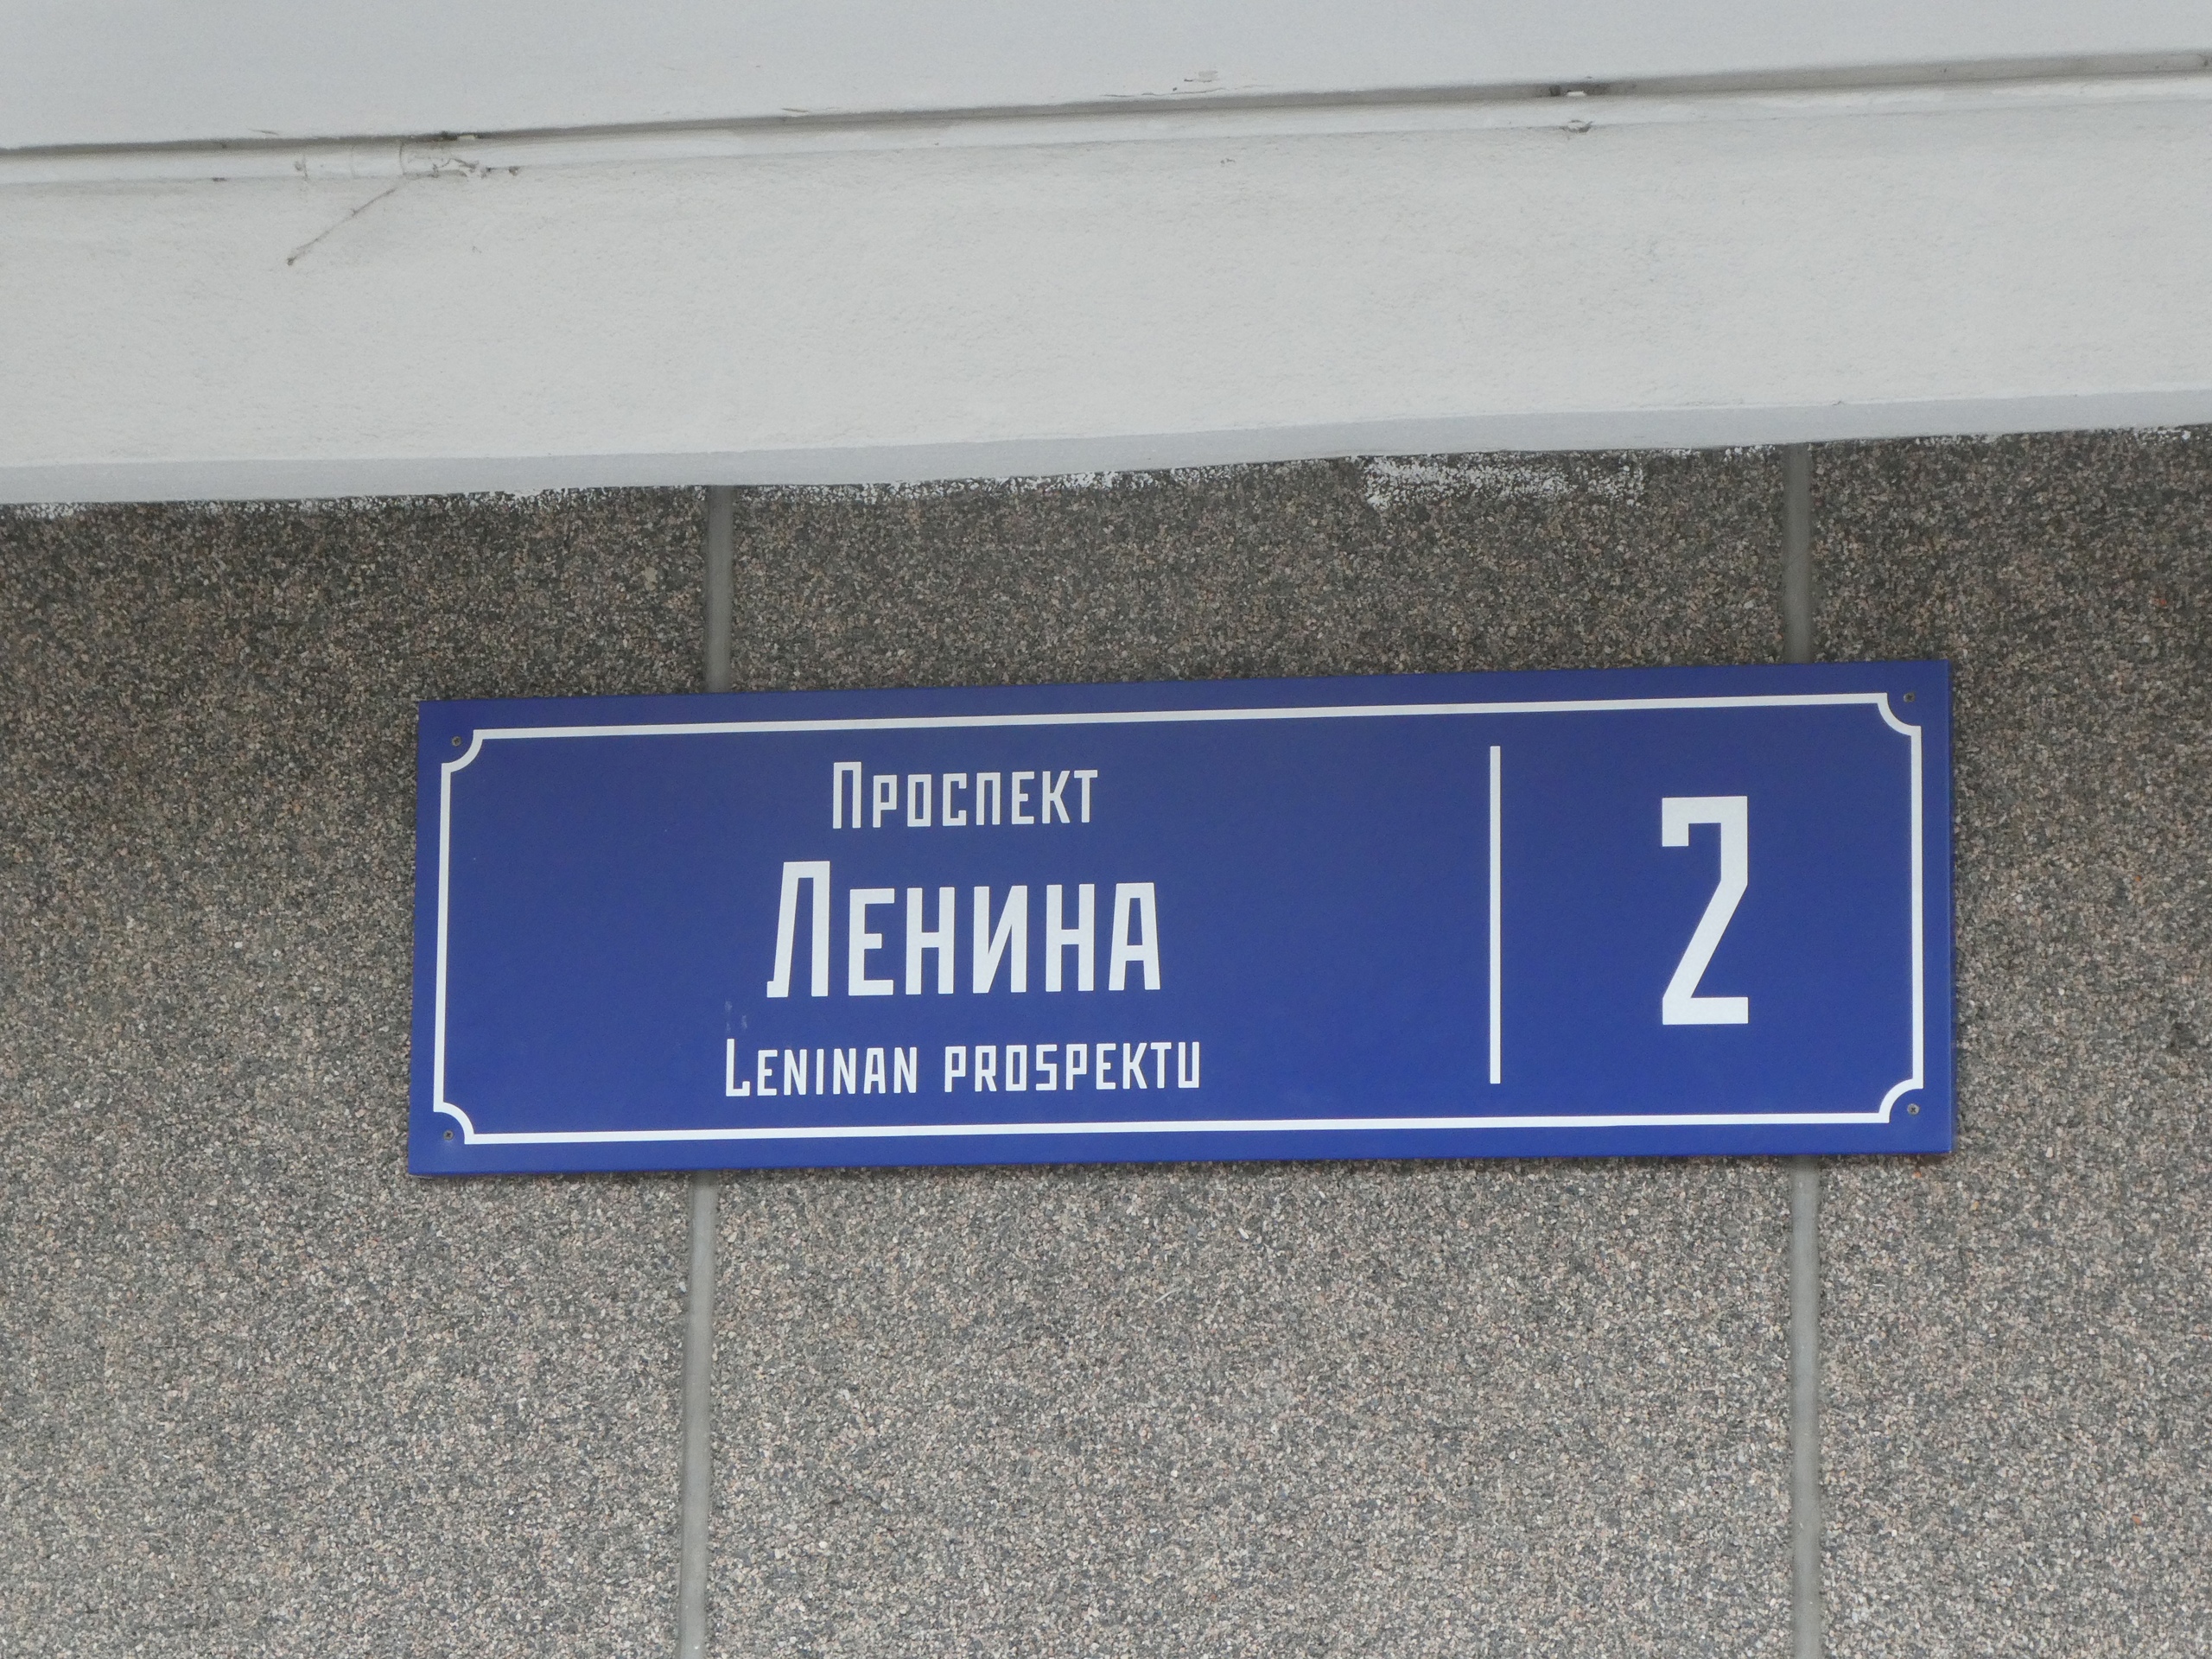 Проспект
Ленина
Leninan prospektu
2